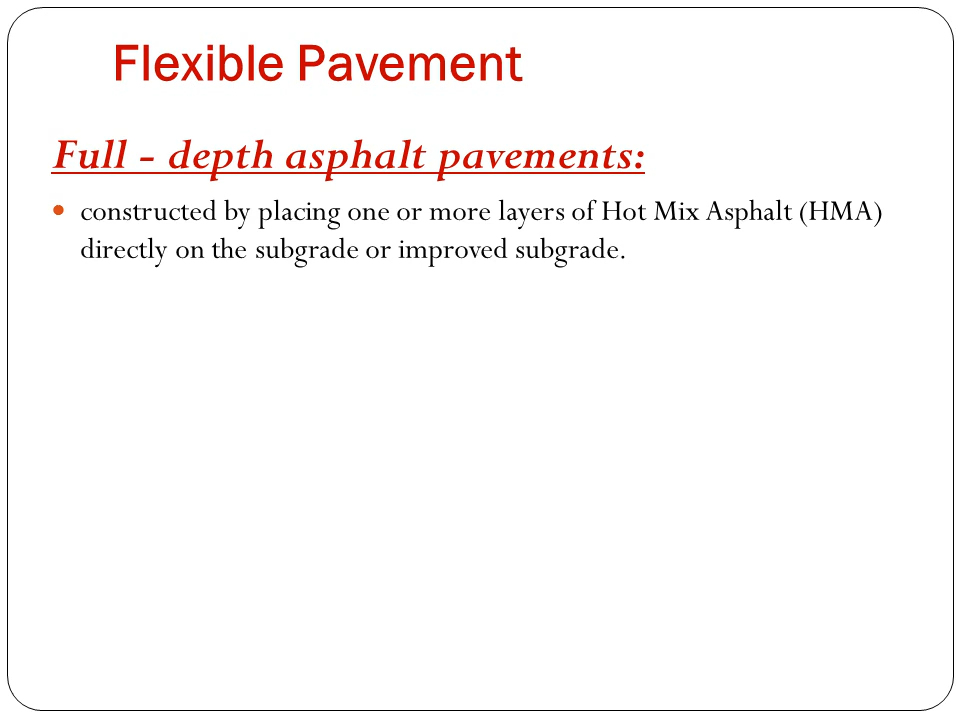 Flexible Pavement
Full - depth asphalt pavements:
• constructed by placing one or more layers of Hot Mix Asphalt (HMA)
directly on the subgrade or improved subgrade.